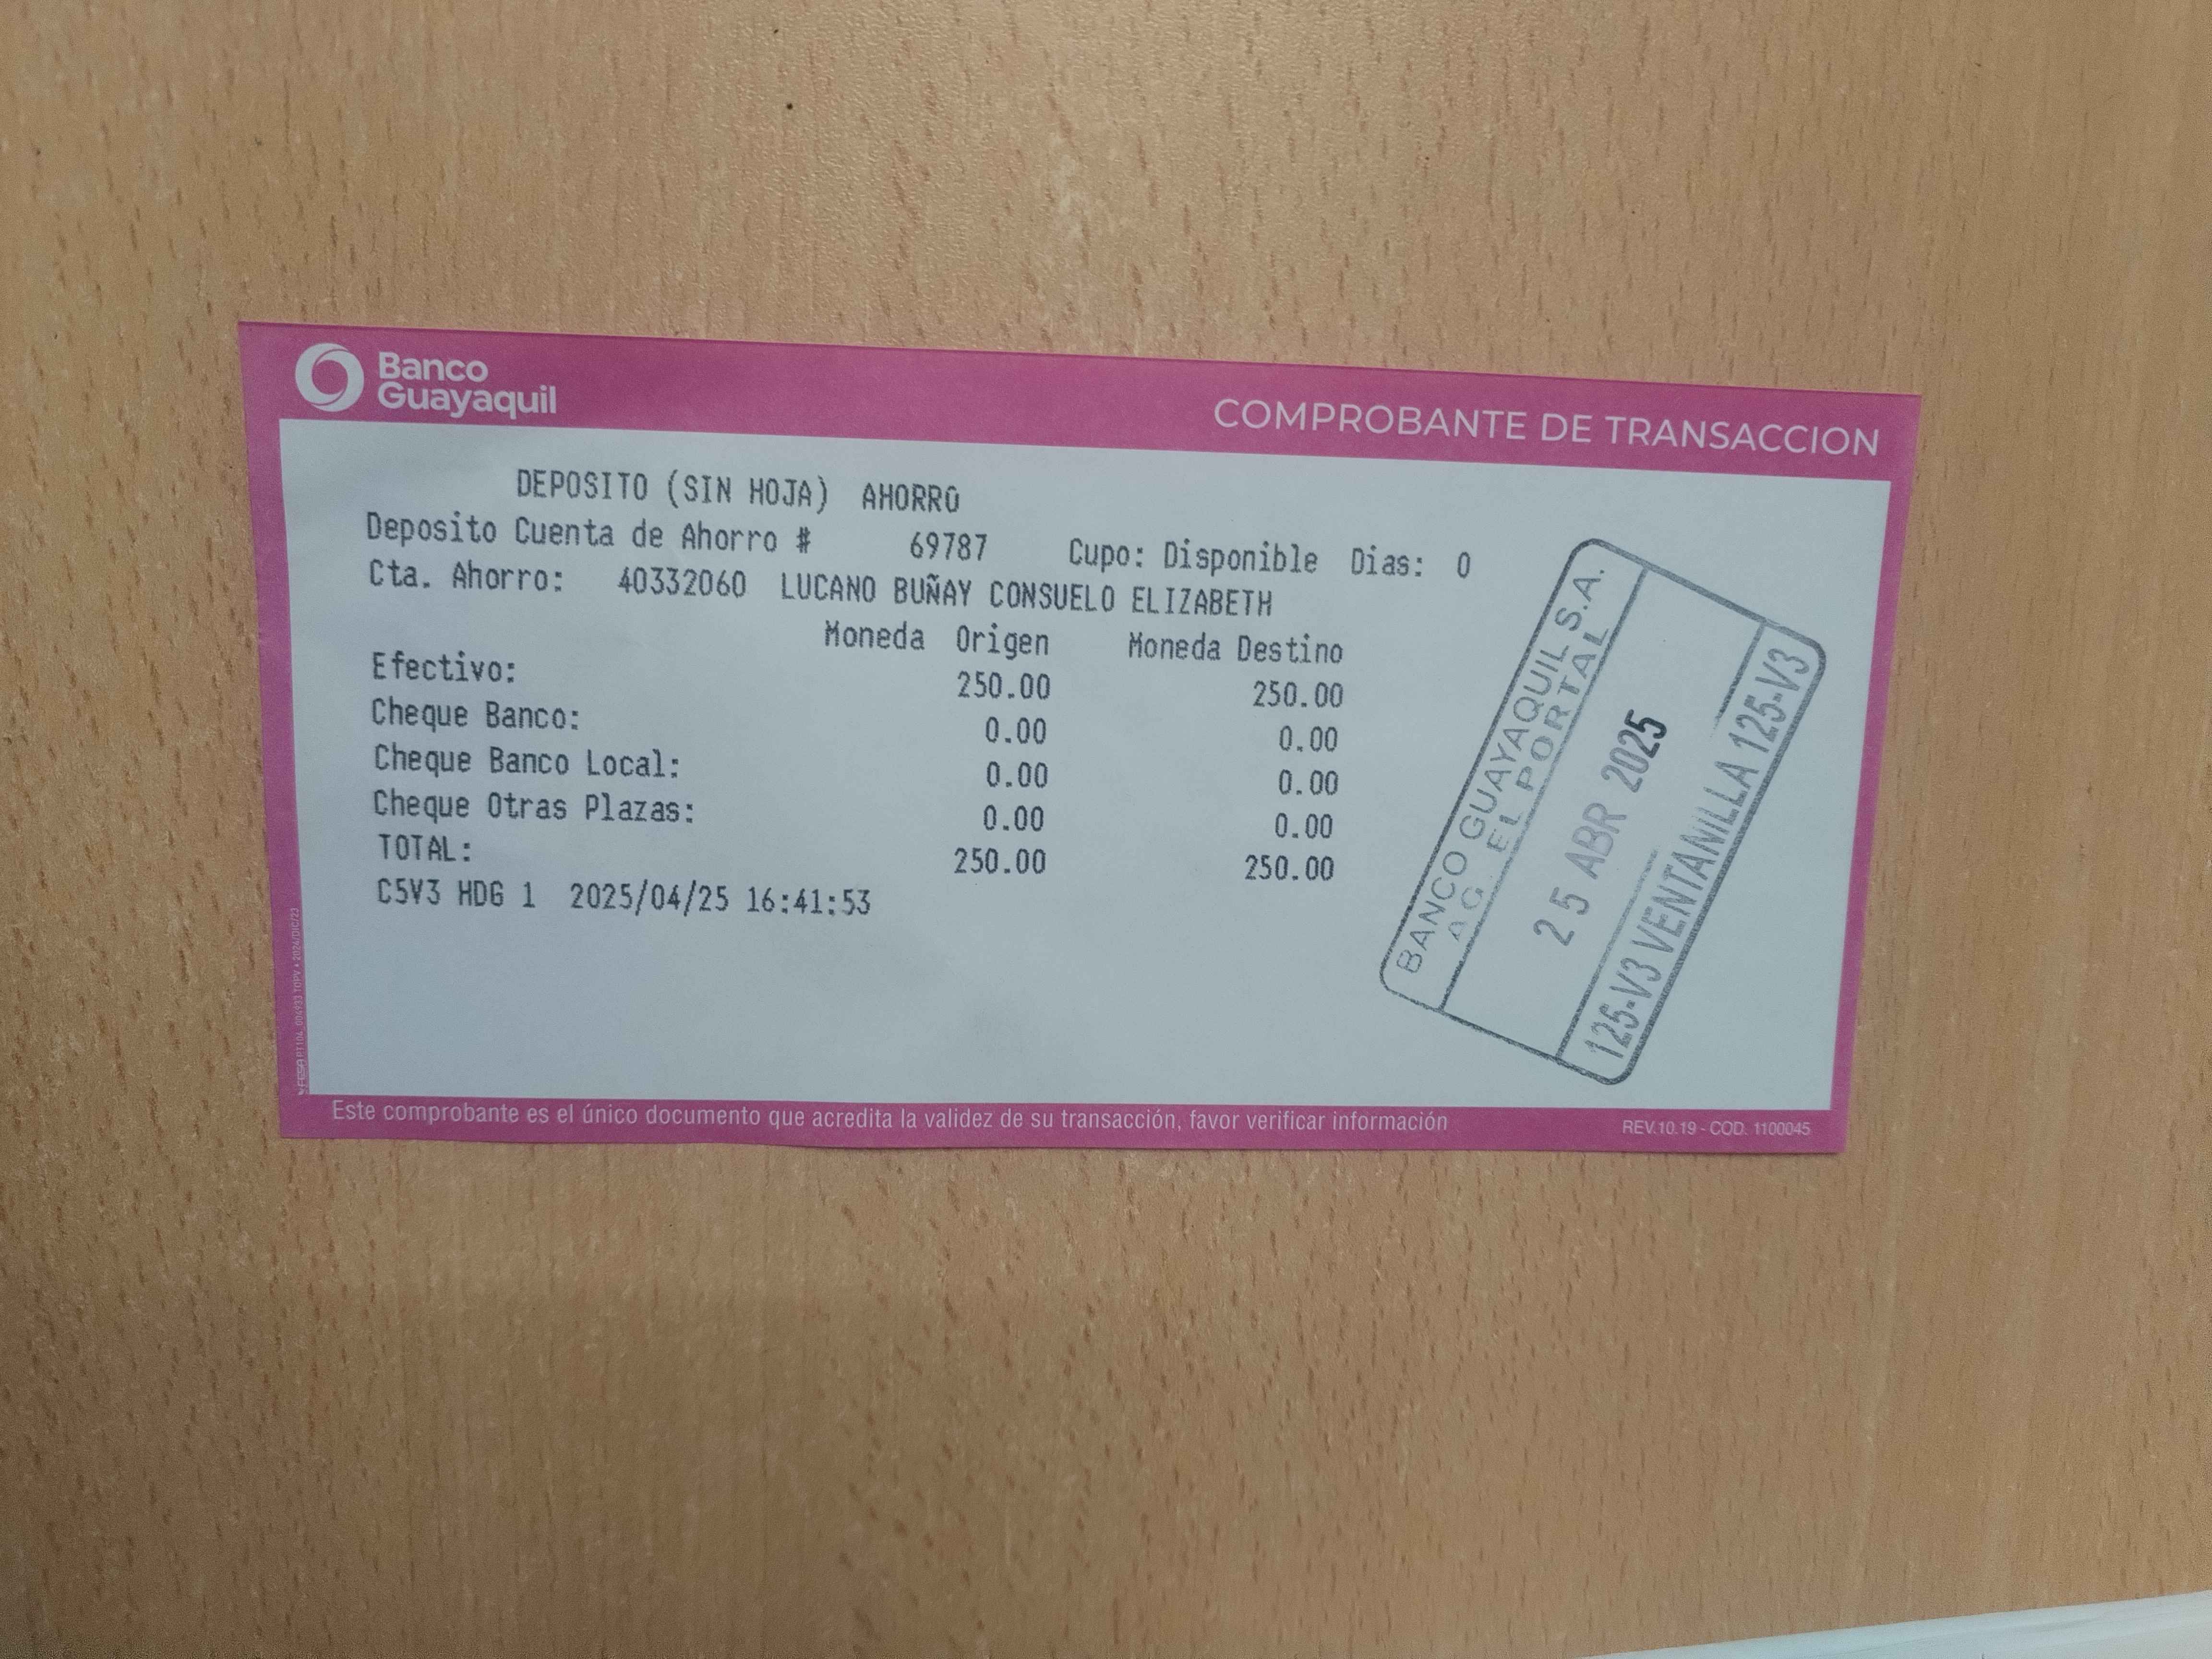 Banco
Guayaquil
COMPROBANTE DE TRANSACCION
DEPOSITO (SIN HOJA) AHORRO
Deposito Cuenta de Ahorro # 69787 Cupo: Disponible Dias: 0
Cta. Ahorro: 40332060 LUCANO BUÑAY CONSUELO ELIZABETH
Moneda Origen Moneda Destino
Efectivo: 250.00 250.00
Cheque Banco: 0.00 0.00
Cheque Banco Local: 0.00 0.00
Cheque Otras Plazas: 0.00 0.00
TOTAL: 250.00 250.00
C5V3 HDG 1 2025/04/25 16:41:53
BANCO GUAYAQUIL S.A.
AG. EL PORTAL
25 ABR 2025
125-V3 VENTANILLA 125-V3
Este comprobante es el único documento que acredita la validez de su transacción, favor verificar información
REV.10.19 - COD. 1100045